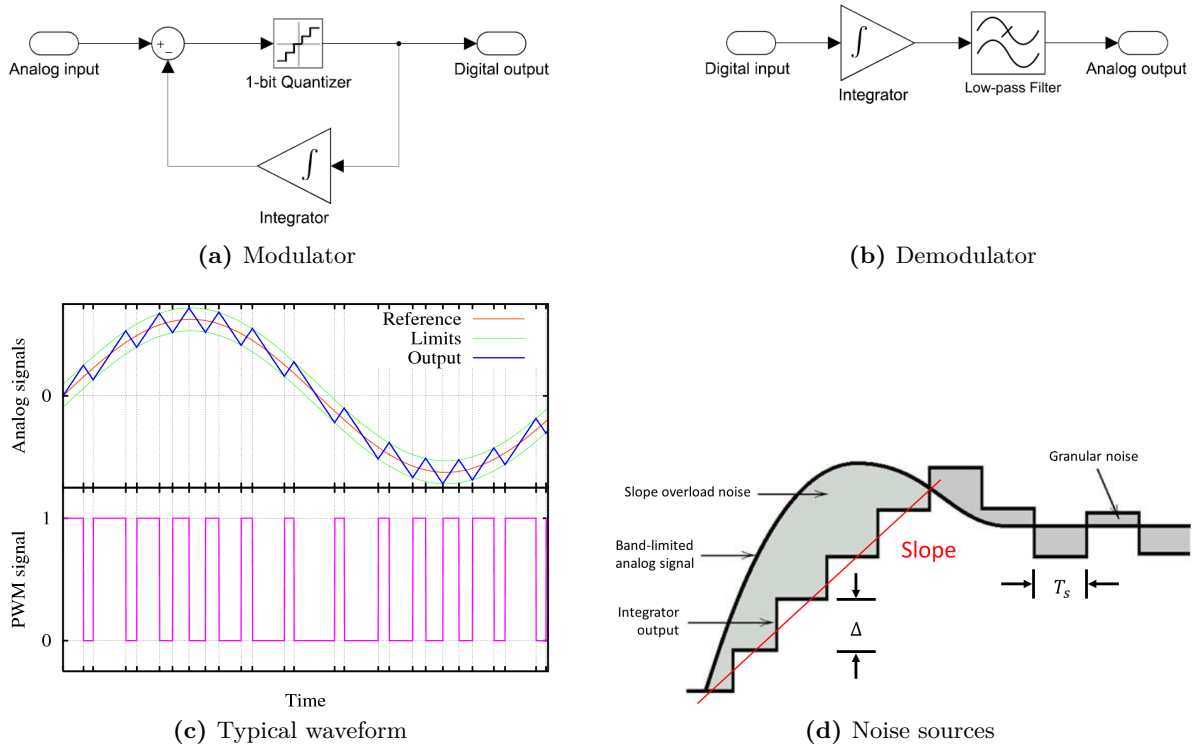 Analog input
+
−
1-bit Quantizer
Digital output
∫
Integrator
(a) Modulator
Digital input
∫
Integrator
Low-pass Filter
Analog output
(b) Demodulator
Analog signals
0
Reference
Limits
Output
PWM signal
1
0
Time
(c) Typical waveform
Slope overload noise
Band-limited
analog signal
Integrator
output
Slope
Δ
Granular noise
Ts
(d) Noise sources